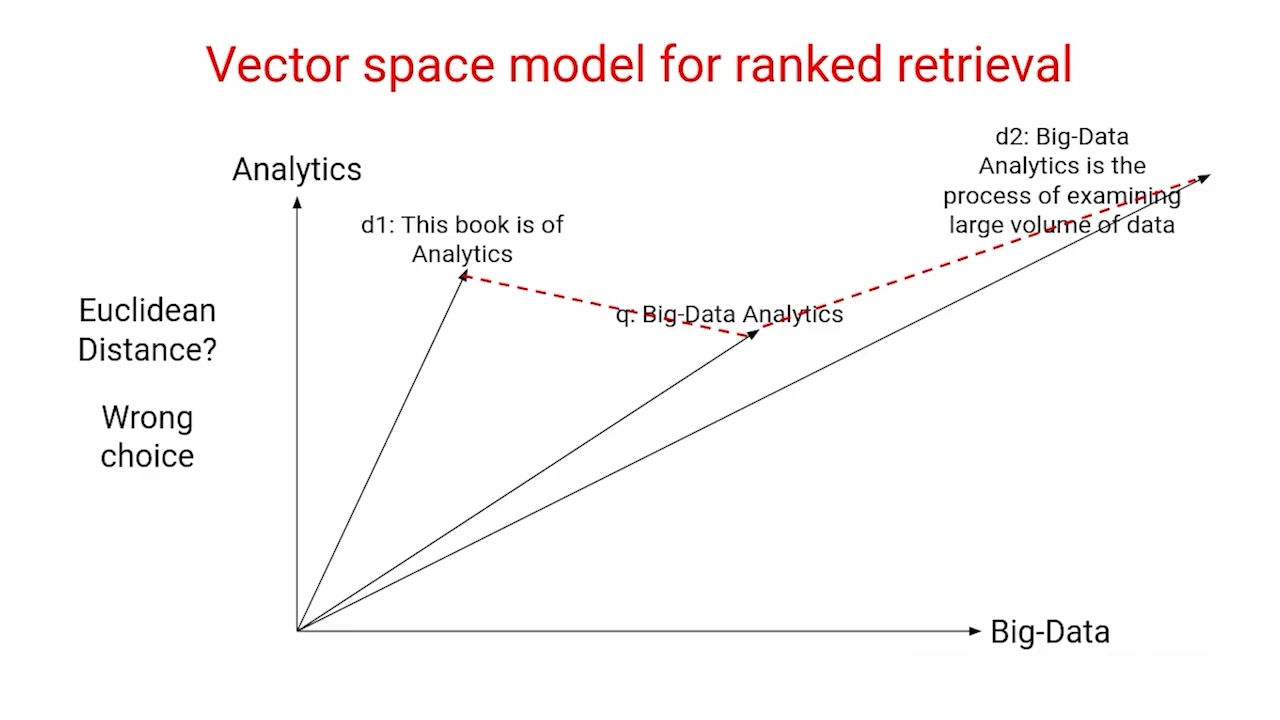 Vector space model for ranked retrieval
d2: Big-Data
Analytics is the
process of examining
large volume of data
Analytics
d1: This book is of
Analytics
Euclidean
Distance?
q: Big-Data Analytics
Wrong
choice
Big-Data